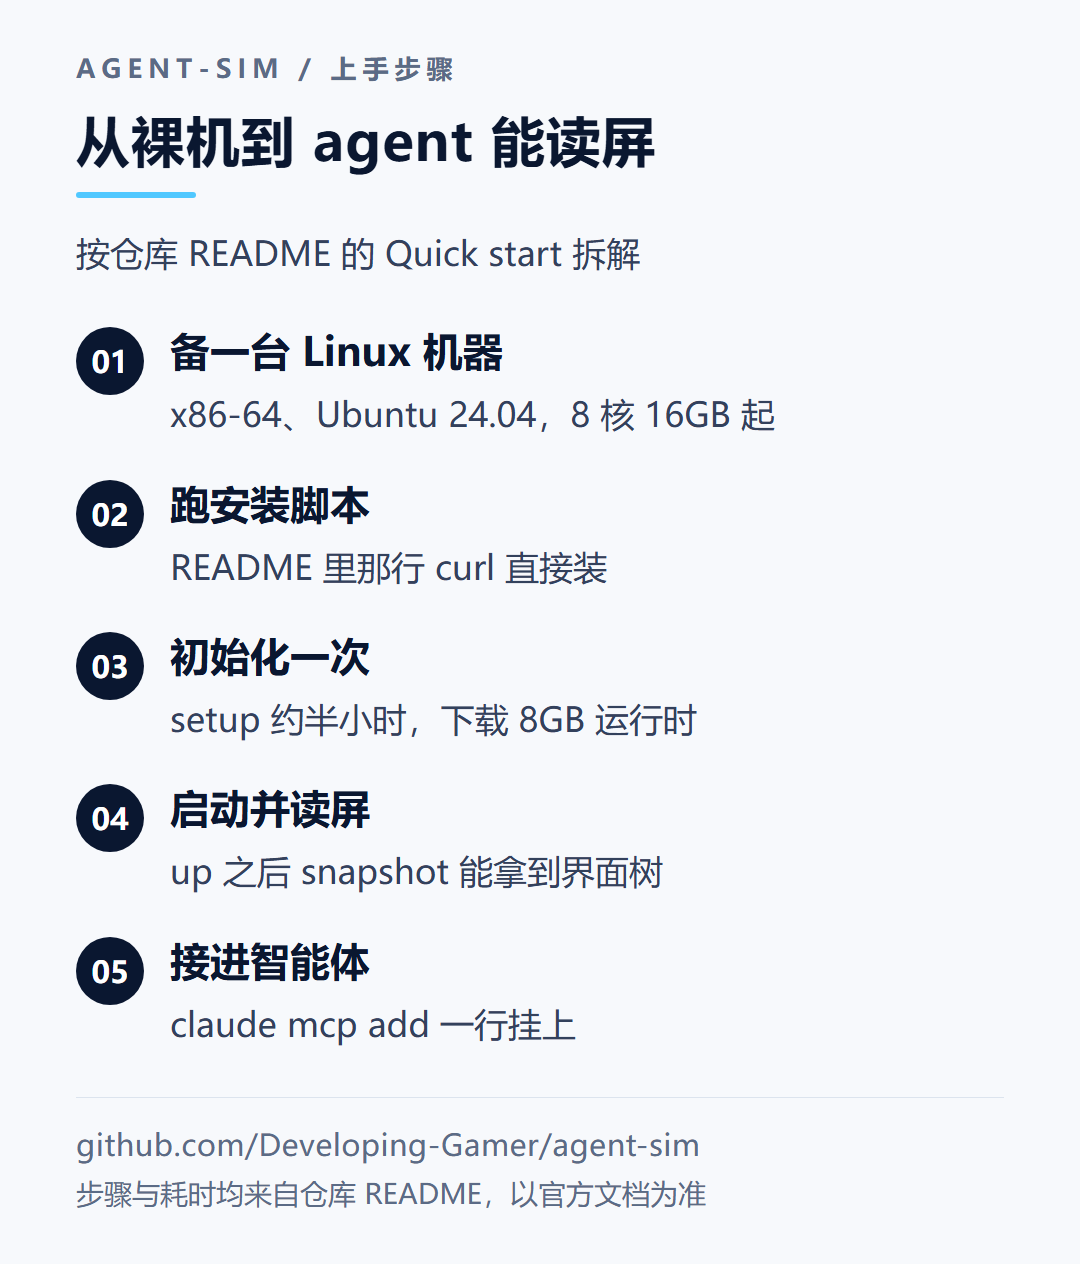 AGENT-SIM / 上手步骤
从裸机到 agent 能读屏
按仓库 README 的 Quick start 拆解
01 备一台 Linux 机器
x86-64、Ubuntu 24.04，8 核 16GB 起
02 跑安装脚本
README 里那行 curl 直接装
03 初始化一次
setup 约半小时，下载 8GB 运行时
04 启动并读屏
up 之后 snapshot 能拿到界面树
05 接进智能体
claude mcp add 一行挂上
github.com/Developing-Gamer/agent-sim
步骤与耗时均来自仓库 README，以官方文档为准